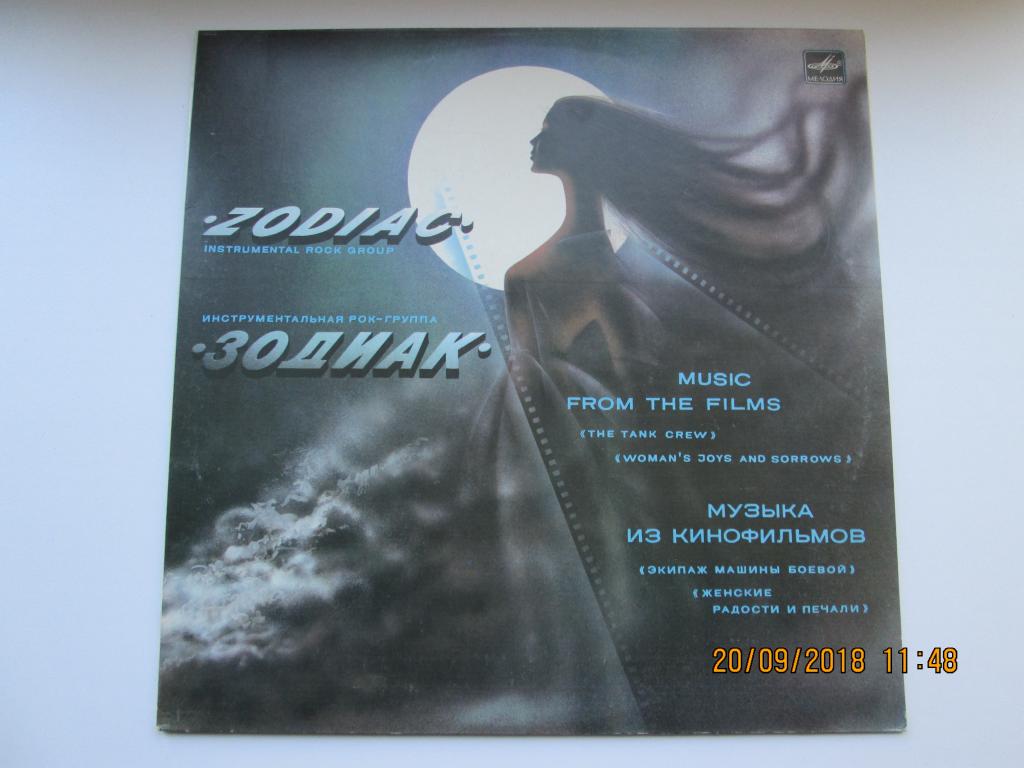 МЕЛОДИЯ
·ZODIAC·
INSTRUMENTAL ROCK GROUP
ИНСТРУМЕНТАЛЬНАЯ РОК-ГРУППА
·ЗОДИАК·
MUSIC
FROM THE FILMS
《THE TANK CREW》
《WOMAN'S JOYS AND SORROWS》
МУЗЫКА
ИЗ КИНОФИЛЬМОВ
《ЭКИПАЖ МАШИНЫ БОЕВОЙ》
《ЖЕНСКИЕ
РАДОСТИ И ПЕЧАЛИ》
20/09/2018 11:48